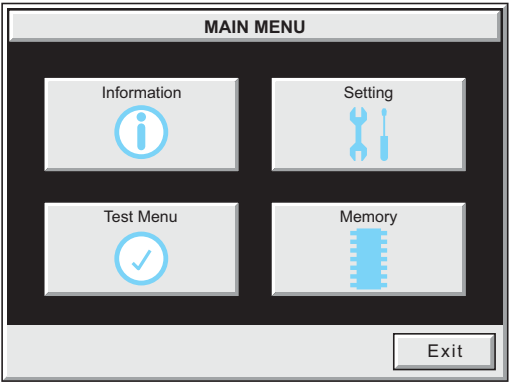 MAIN MENU
Information
Setting
Test Menu
Memory
Exit